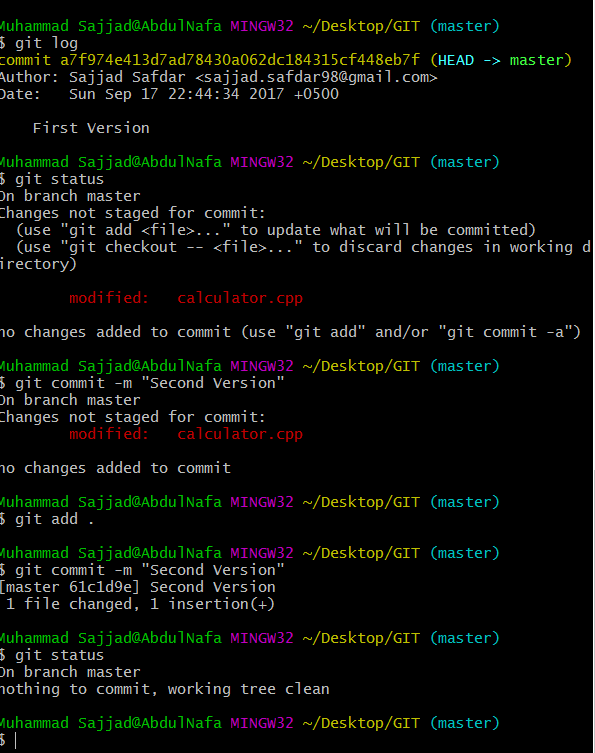 Muhammad Sajjad@AbdulNafa MINGW32 ~/Desktop/GIT (master)
$ git log
commit a7f974e413d7ad78430a062dc184315cf448eb7f (HEAD -> master)
Author: Sajjad Safdar <sajjad.safdar98@gmail.com>
Date:   Sun Sep 17 22:44:34 2017 +0500
    First Version
Muhammad Sajjad@AbdulNafa MINGW32 ~/Desktop/GIT (master)
$ git status
On branch master
Changes not staged for commit:
  (use "git add <file>..." to update what will be committed)
  (use "git checkout -- <file>..." to discard changes in working d
irectory)
        modified:   calculator.cpp
no changes added to commit (use "git add" and/or "git commit -a")
Muhammad Sajjad@AbdulNafa MINGW32 ~/Desktop/GIT (master)
$ git commit -m "Second Version"
On branch master
Changes not staged for commit:
        modified:   calculator.cpp
no changes added to commit
Muhammad Sajjad@AbdulNafa MINGW32 ~/Desktop/GIT (master)
$ git add .
Muhammad Sajjad@AbdulNafa MINGW32 ~/Desktop/GIT (master)
$ git commit -m "Second Version"
[master 61c1d9e] Second Version
 1 file changed, 1 insertion(+)
Muhammad Sajjad@AbdulNafa MINGW32 ~/Desktop/GIT (master)
$ git status
On branch master
nothing to commit, working tree clean
Muhammad Sajjad@AbdulNafa MINGW32 ~/Desktop/GIT (master)
$